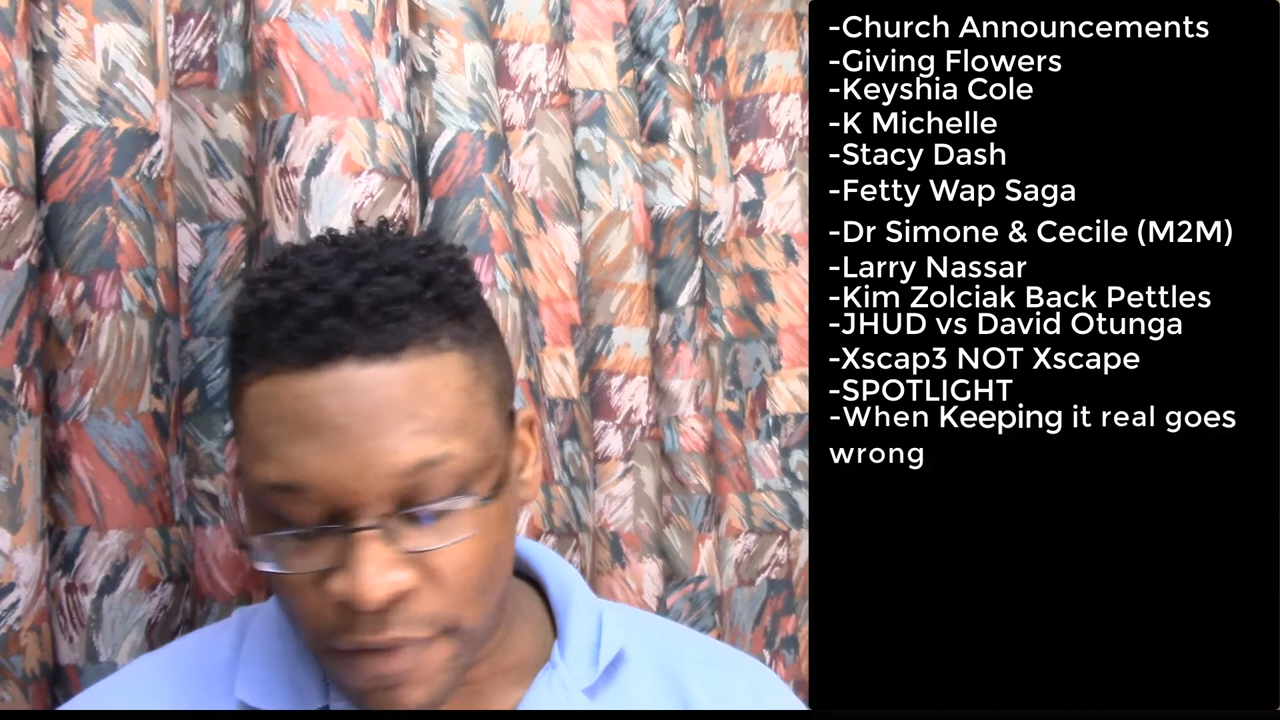 -Church Announcements
-Giving Flowers
-Keyshia Cole
-K Michelle
-Stacy Dash
-Fetty Wap Saga
-Dr Simone & Cecile (M2M)
-Larry Nassar
-Kim Zolciak Back Pettles
-JHUD vs David Otunga
-Xscap3 NOT Xscape
-SPOTLIGHT
-When Keeping it real goes
wrong